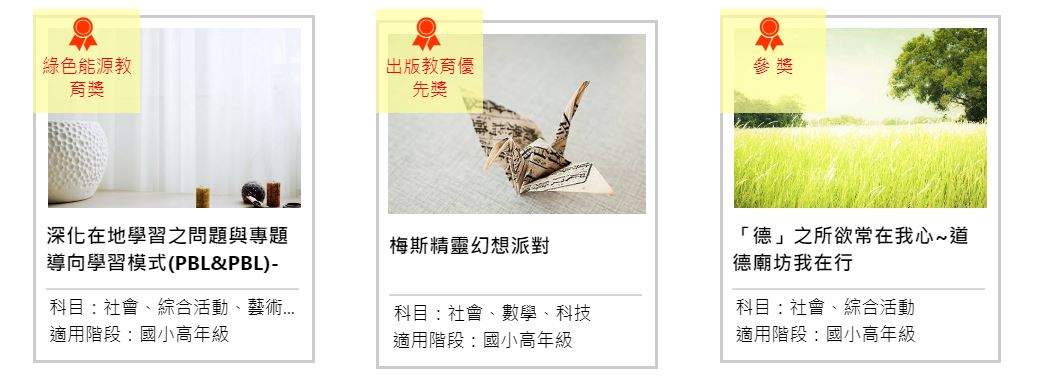 綠色能源教
育獎
深化在地學習之問題與專題
導向學習模式(PBL&PBL)-
科目：社會、綜合活動、藝術...
適用階段：國小高年級
出版教育優
先獎
梅斯精靈幻想派對
科目：社會、數學、科技
適用階段：國小高年級
參 獎
「德」之所欲常在我心~道
德廟坊我在行
科目：社會、綜合活動
適用階段：國小高年級